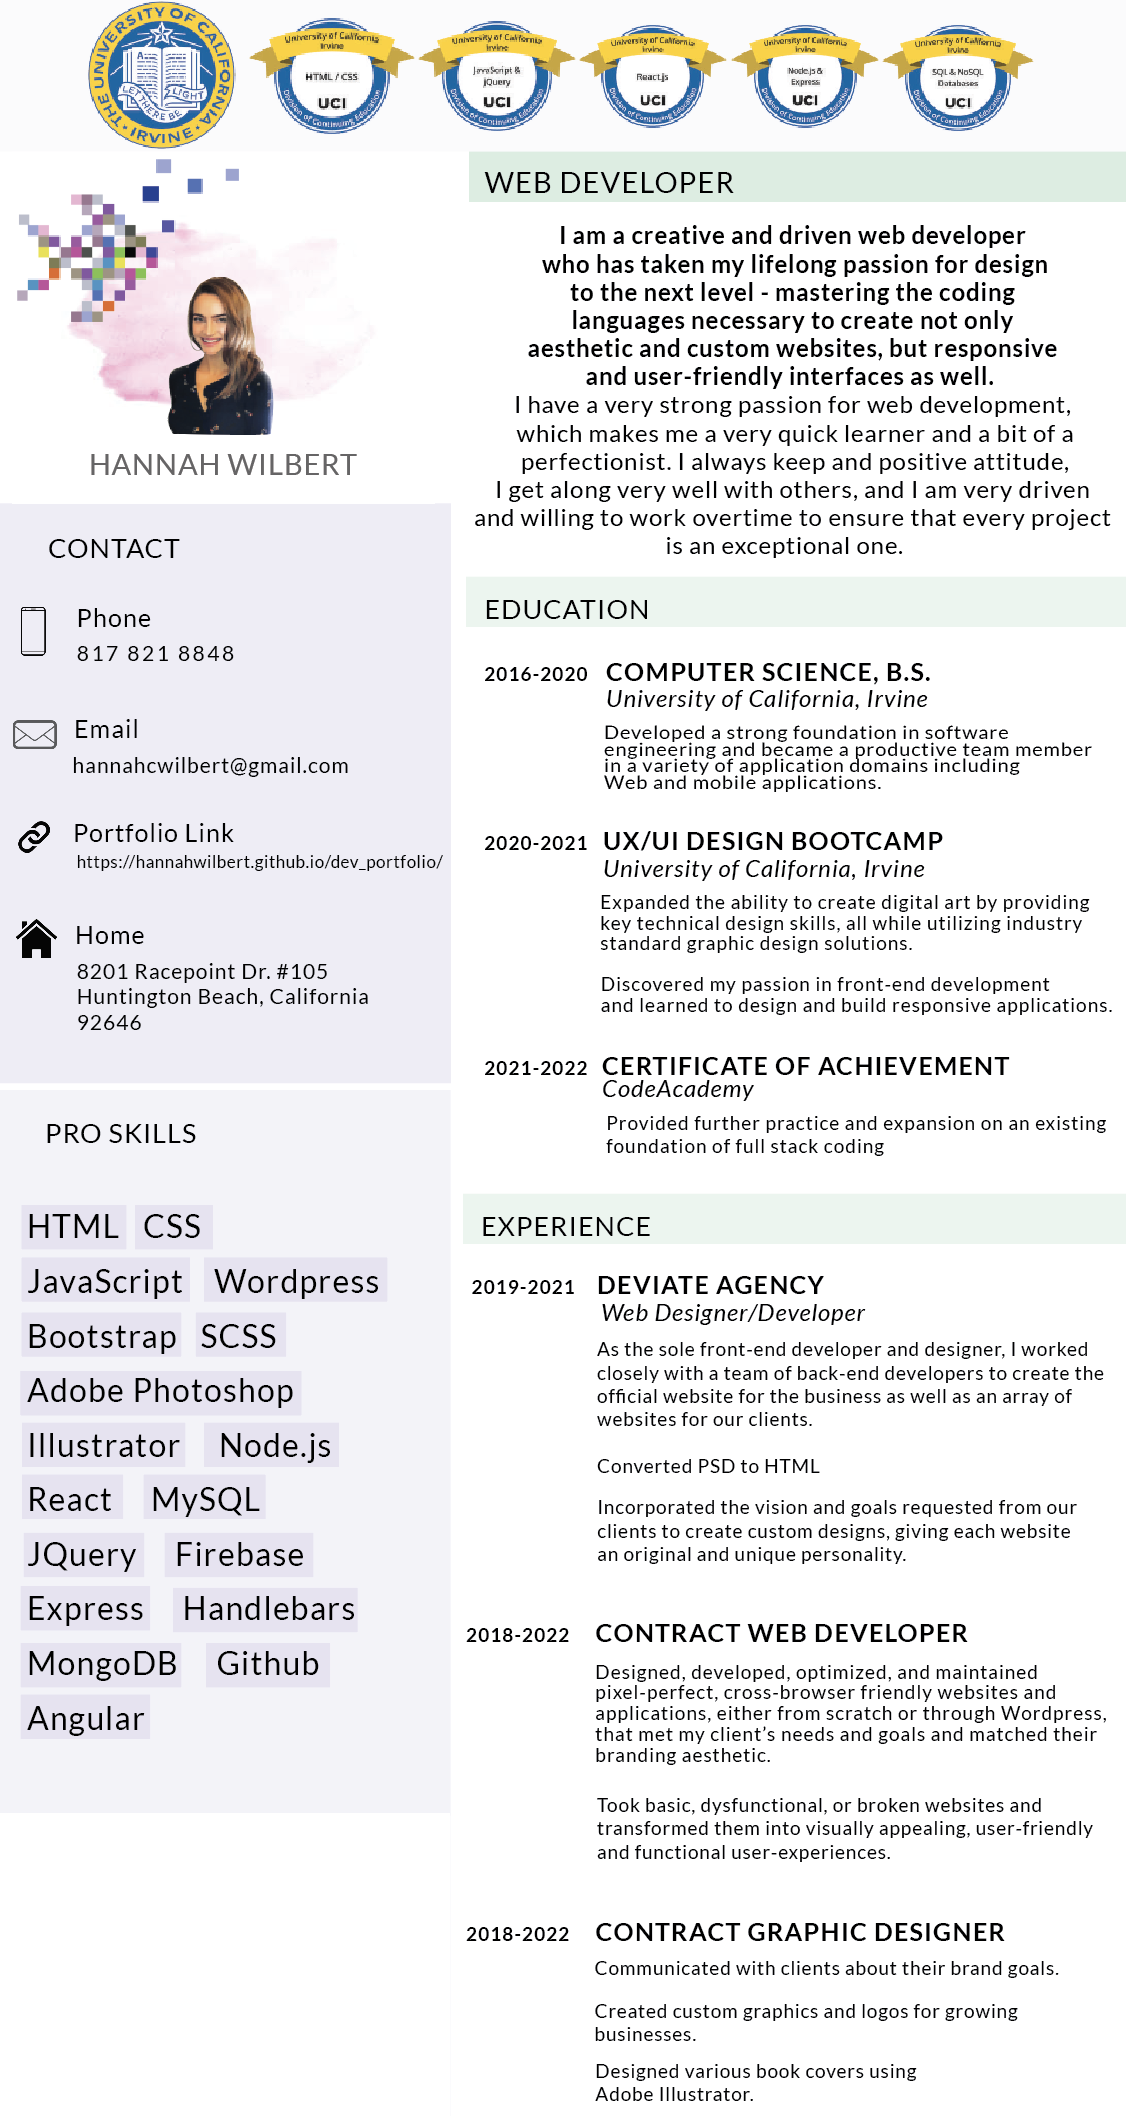 THE UNIVERSITY OF CALIFORNIA
LET THERE BE LIGHT
IRVINE
University of California
Irvine
HTML / CSS
UCI
Division of Continuing Education
University of California
Irvine
JavaScript &
jQuery
UCI
Division of Continuing Education
University of California
Irvine
React.js
UCI
Division of Continuing Education
University of California
Irvine
Node.js &
Express
UCI
Division of Continuing Education
University of California
Irvine
SQL & NoSQL
Databases
UCI
Division of Continuing Education
HANNAH WILBERT
CONTACT
Phone
817 821 8848
Email
hannahcwilbert@gmail.com
Portfolio Link
https://hannahwilbert.github.io/dev_portfolio/
Home
8201 Racepoint Dr. #105
Huntington Beach, California
92646
PRO SKILLS
HTML CSS
JavaScript Wordpress
Bootstrap SCSS
Adobe Photoshop
Illustrator Node.js
React MySQL
JQuery Firebase
Express Handlebars
MongoDB Github
Angular
WEB DEVELOPER
I am a creative and driven web developer
who has taken my lifelong passion for design
to the next level - mastering the coding
languages necessary to create not only
aesthetic and custom websites, but responsive
and user-friendly interfaces as well.
I have a very strong passion for web development,
which makes me a very quick learner and a bit of a
perfectionist. I always keep and positive attitude,
I get along very well with others, and I am very driven
and willing to work overtime to ensure that every project
is an exceptional one.
EDUCATION
2016-2020 COMPUTER SCIENCE, B.S.
University of California, Irvine
Developed a strong foundation in software
engineering and became a productive team member
in a variety of application domains including
Web and mobile applications.
2020-2021 UX/UI DESIGN BOOTCAMP
University of California, Irvine
Expanded the ability to create digital art by providing
key technical design skills, all while utilizing industry
standard graphic design solutions.
Discovered my passion in front-end development
and learned to design and build responsive applications.
2021-2022 CERTIFICATE OF ACHIEVEMENT
CodeAcademy
Provided further practice and expansion on an existing
foundation of full stack coding
EXPERIENCE
2019-2021 DEVIATE AGENCY
Web Designer/Developer
As the sole front-end developer and designer, I worked
closely with a team of back-end developers to create the
official website for the business as well as an array of
websites for our clients.
Converted PSD to HTML
Incorporated the vision and goals requested from our
clients to create custom designs, giving each website
an original and unique personality.
2018-2022 CONTRACT WEB DEVELOPER
Designed, developed, optimized, and maintained
pixel-perfect, cross-browser friendly websites and
applications, either from scratch or through Wordpress,
that met my client’s needs and goals and matched their
branding aesthetic.
Took basic, dysfunctional, or broken websites and
transformed them into visually appealing, user-friendly
and functional user-experiences.
2018-2022 CONTRACT GRAPHIC DESIGNER
Communicated with clients about their brand goals.
Created custom graphics and logos for growing
businesses.
Designed various book covers using
Adobe Illustrator.